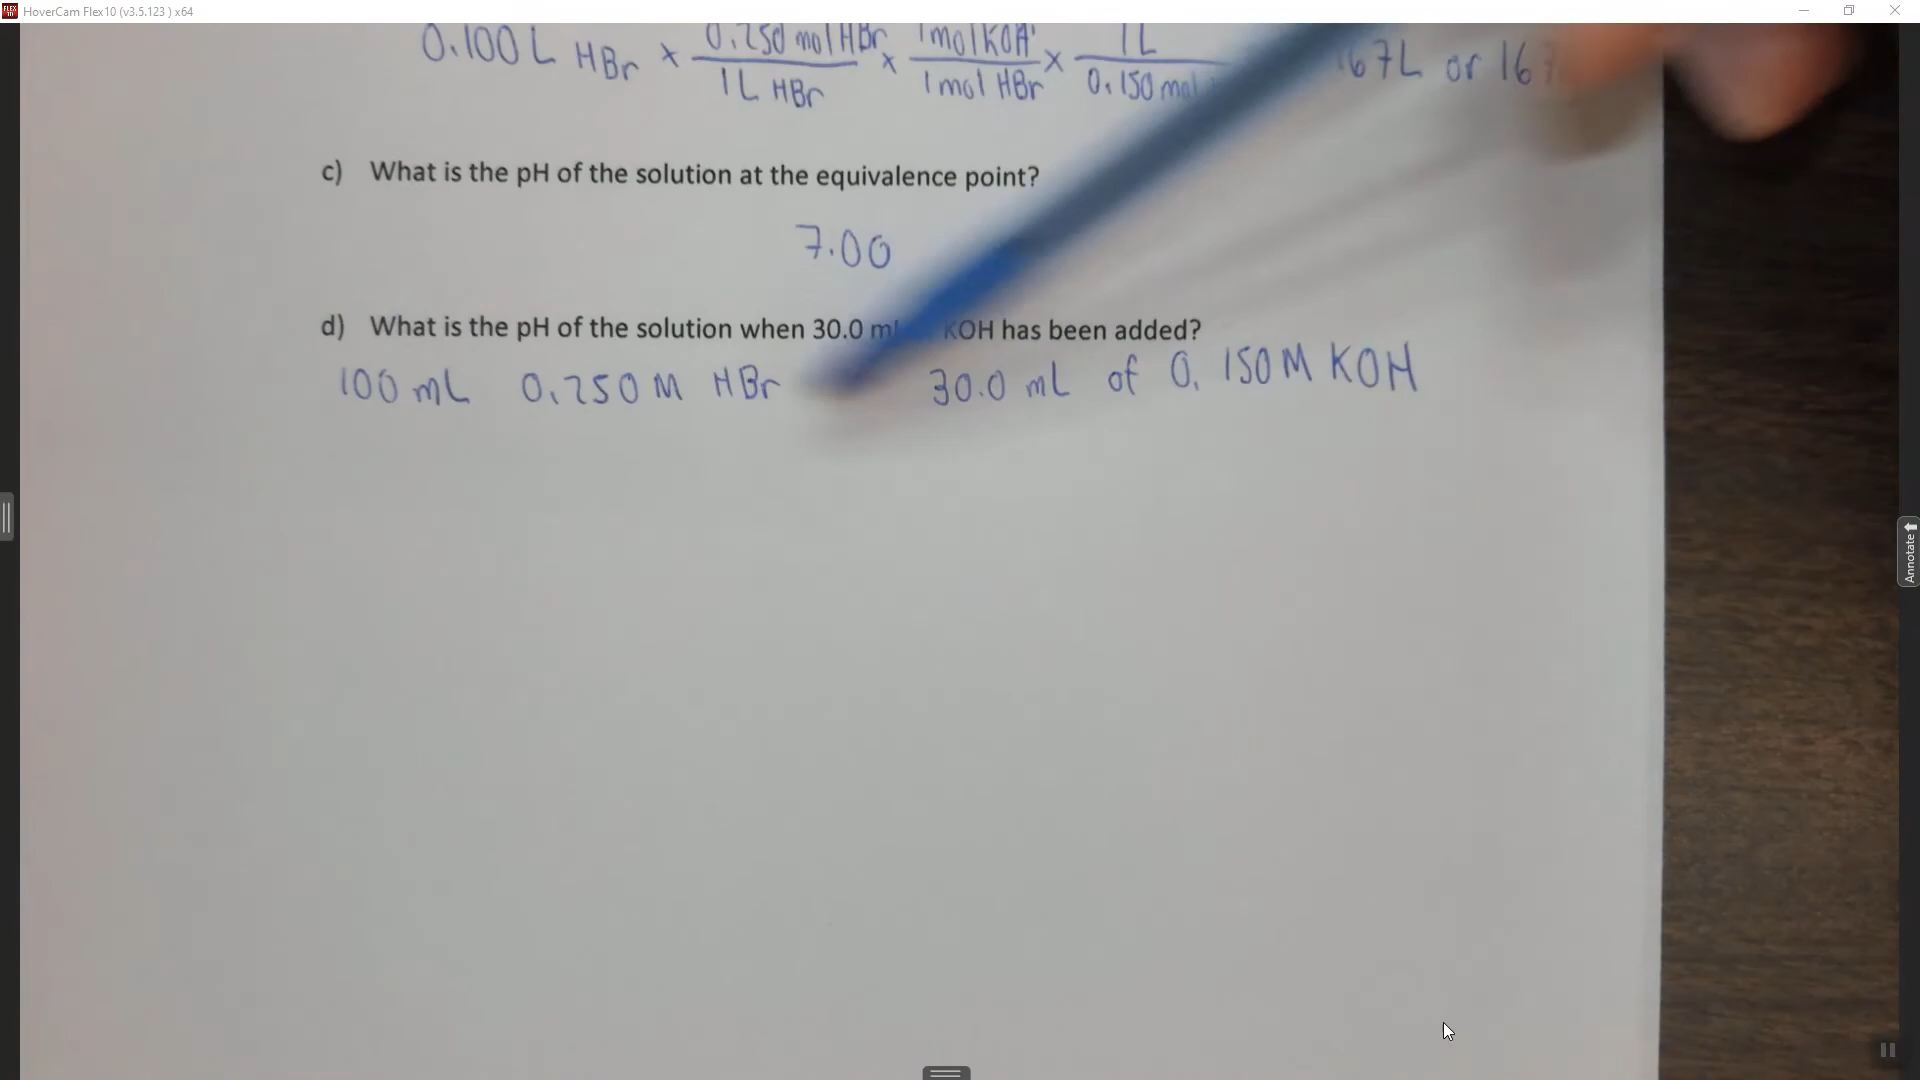 HoverCam Flex10 (v3.5.123 ) x64
0.100 L HBr × 0.250 mol HBr / 1 L HBr × 1 mol KOH / 1 mol HBr × 1 L / 0.150 mol 67L or 16
c) What is the pH of the solution at the equivalence point?
7.00
d) What is the pH of the solution when 30.0 KOH has been added?
100 mL 0.250 M HBr 30.0 mL of 0.150 M KOH
Annotate